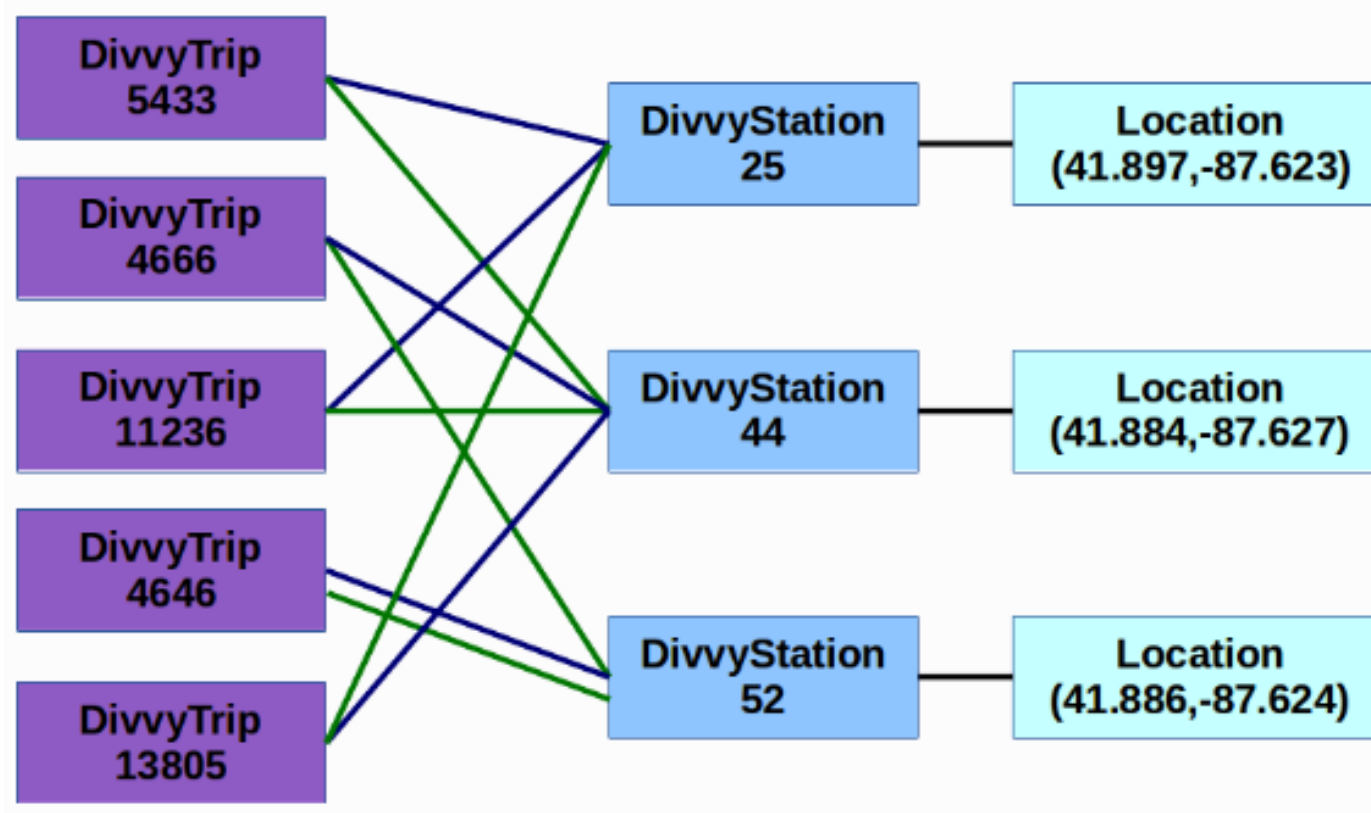 DivvyTrip
5433
DivvyTrip
4666
DivvyTrip
11236
DivvyTrip
4646
DivvyTrip
13805
DivvyStation
25
DivvyStation
44
DivvyStation
52
Location
(41.897,-87.623)
Location
(41.884,-87.627)
Location
(41.886,-87.624)